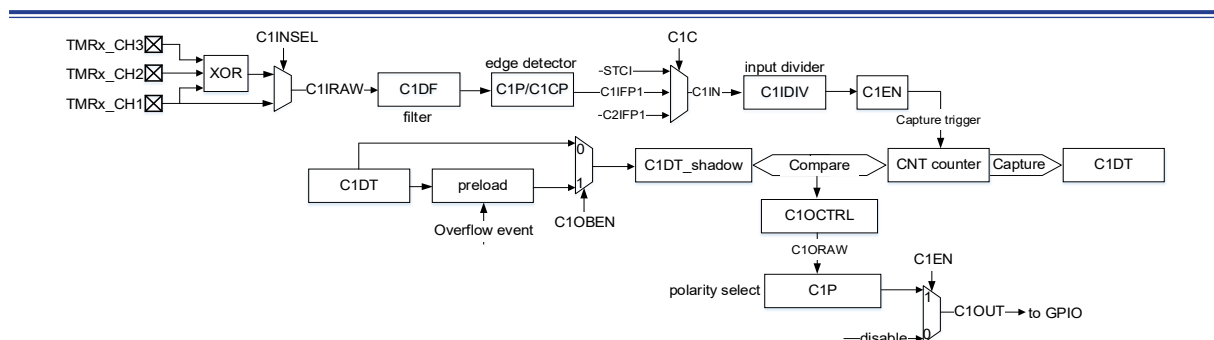 C1INSEL
C1C
TMRx_CH3
TMRx_CH2
TMRx_CH1
XOR
C1IRAW
C1DF
filter
edge detector
C1P/C1CP
-STCI
C1IFP1
-C2IFP1
C1IN
input divider
C1IDIV
C1EN
Capture trigger
C1DT
preload
Overflow event
0
1
C1OBEN
C1DT_shadow
Compare
CNT counter
Capture
C1DT
C1OCTRL
C1ORAW
polarity select
C1P
C1EN
1
0
disable
C1OUT
to GPIO